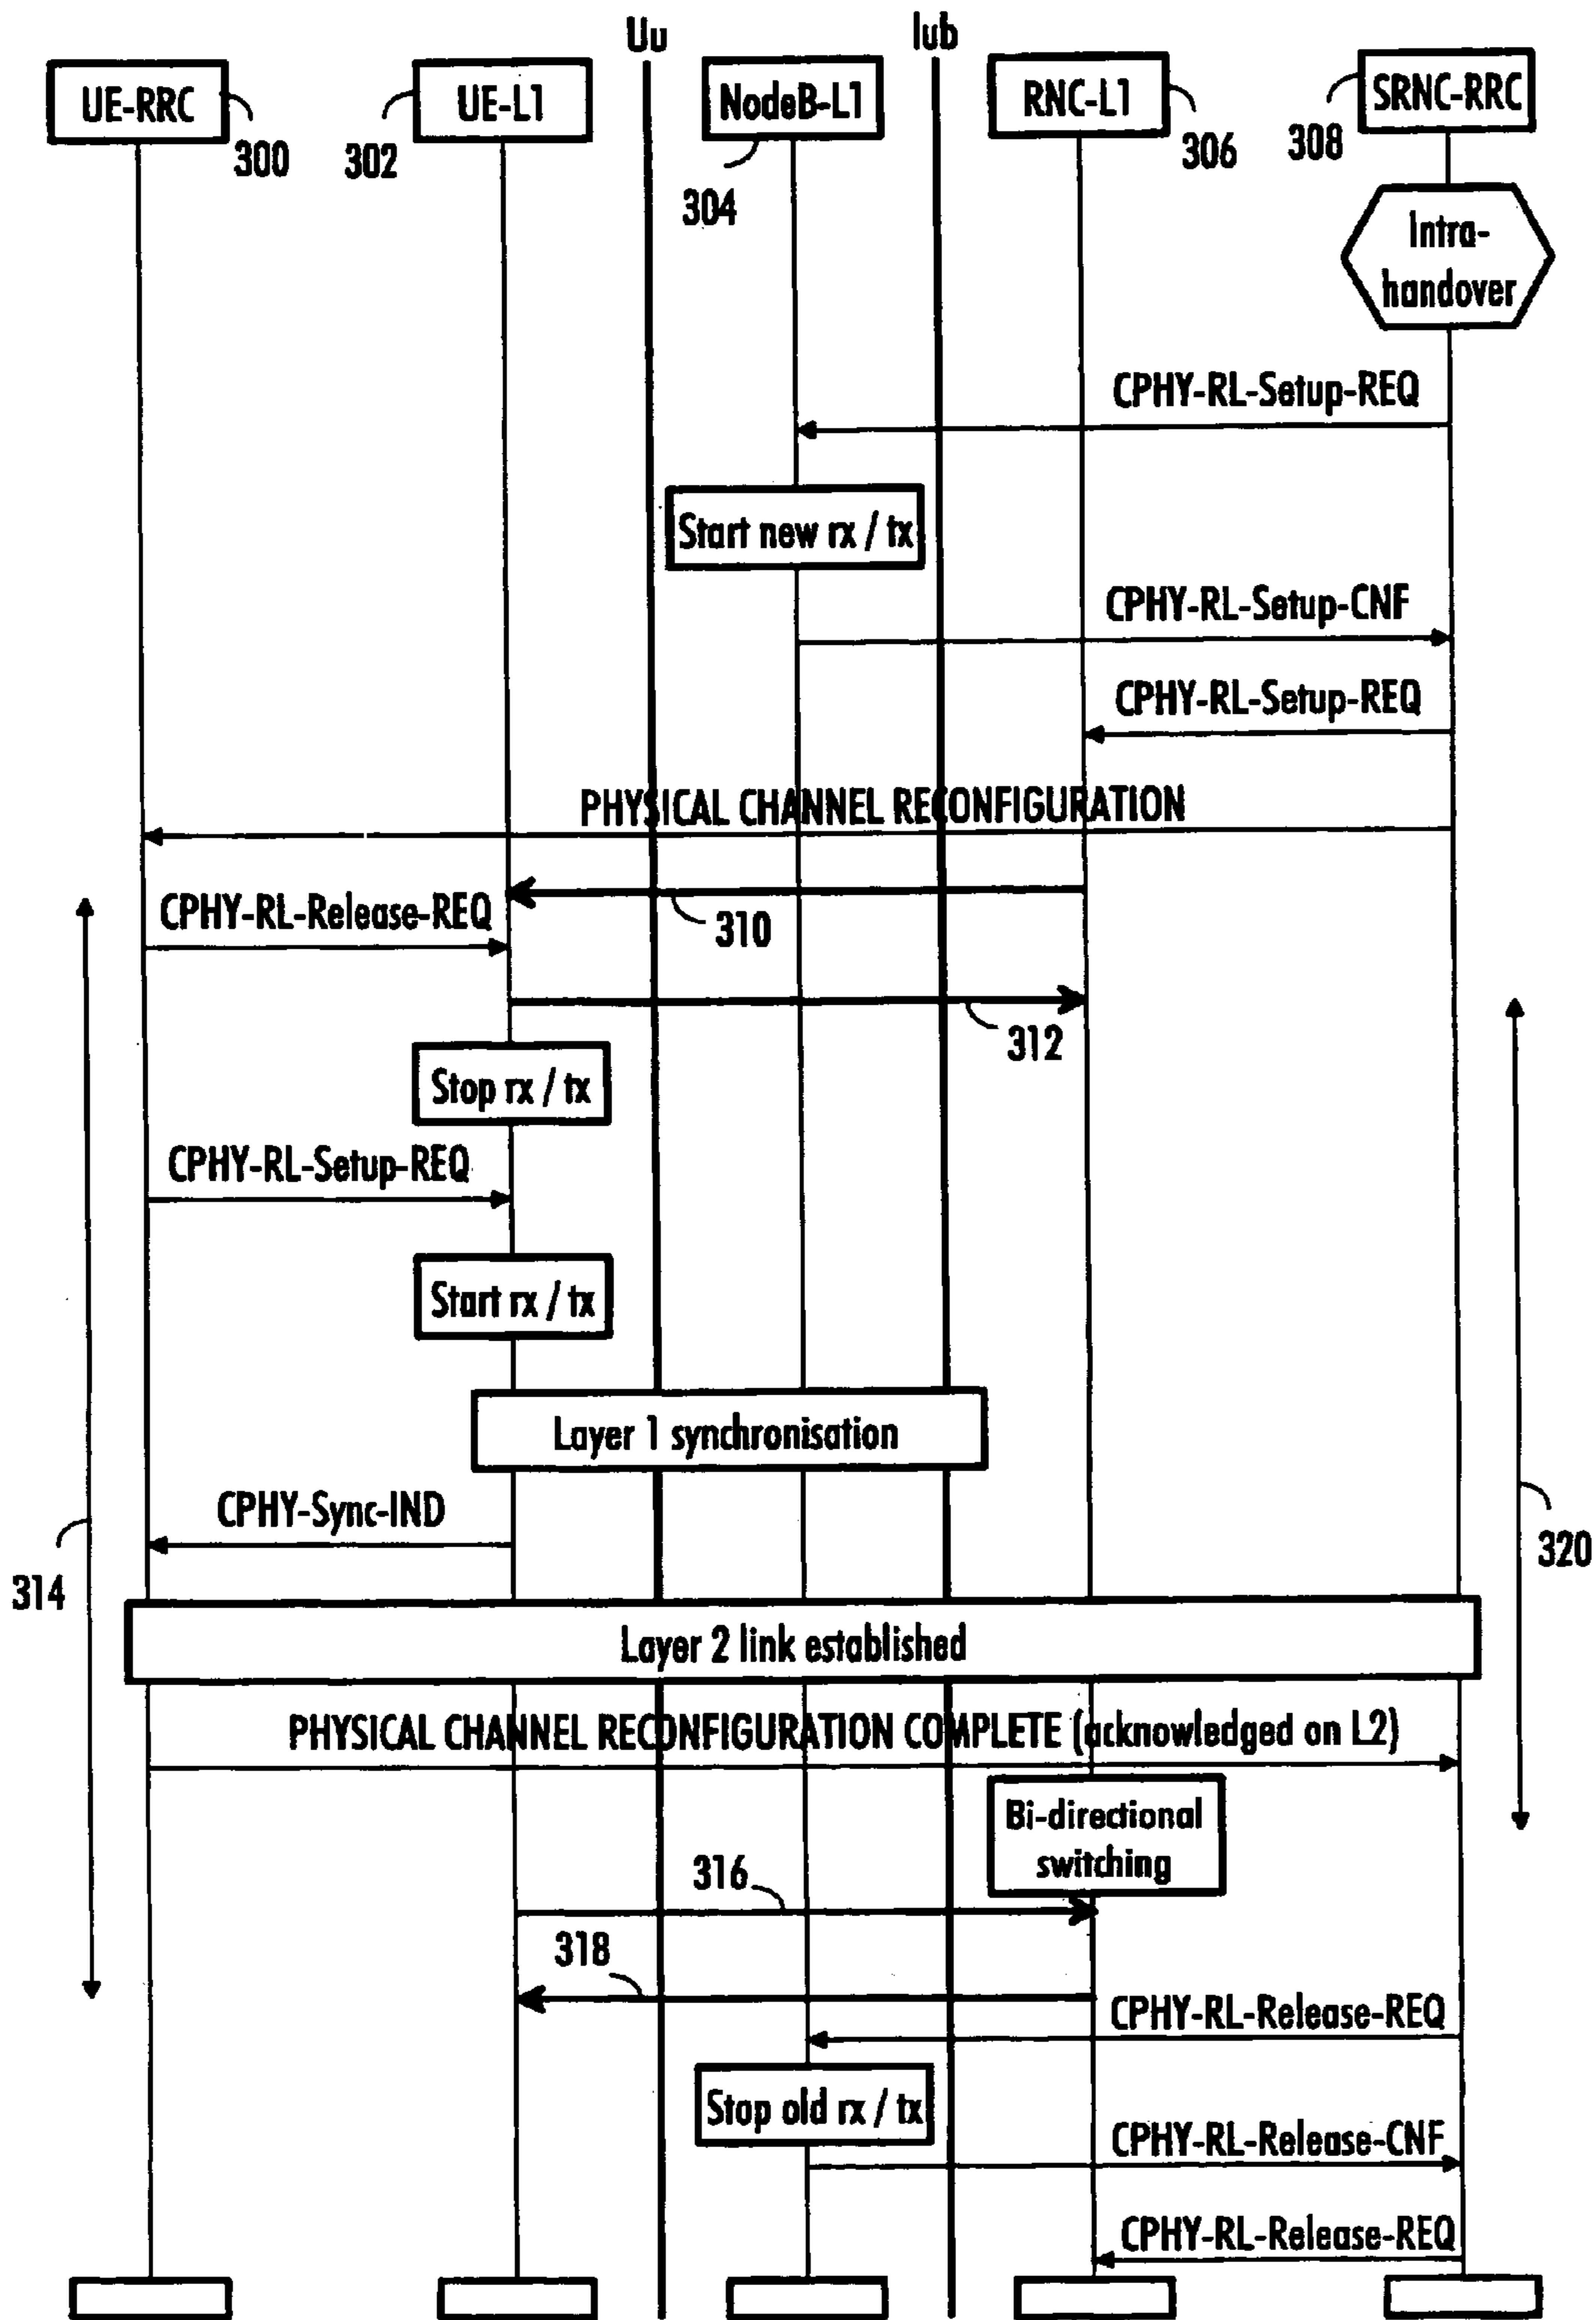 Uu
Iub
UE-RRC
UE-L1
NodeB-L1
RNC-L1
SRNC-RRC
300
302
304
306
308
Intra-
handover
CPHY-RL-Setup-REQ
Start new rx / tx
CPHY-RL-Setup-CNF
CPHY-RL-Setup-REQ
PHYSICAL CHANNEL RECONFIGURATION
CPHY-RL-Release-REQ
310
312
Stop rx / tx
CPHY-RL-Setup-REQ
Start rx / tx
Layer 1 synchronisation
CPHY-Sync-IND
314
320
Layer 2 link established
PHYSICAL CHANNEL RECONFIGURATION COMPLETE (acknowledged on L2)
Bi-directional
switching
316
318
CPHY-RL-Release-REQ
Stop old rx / tx
CPHY-RL-Release-CNF
CPHY-RL-Release-REQ